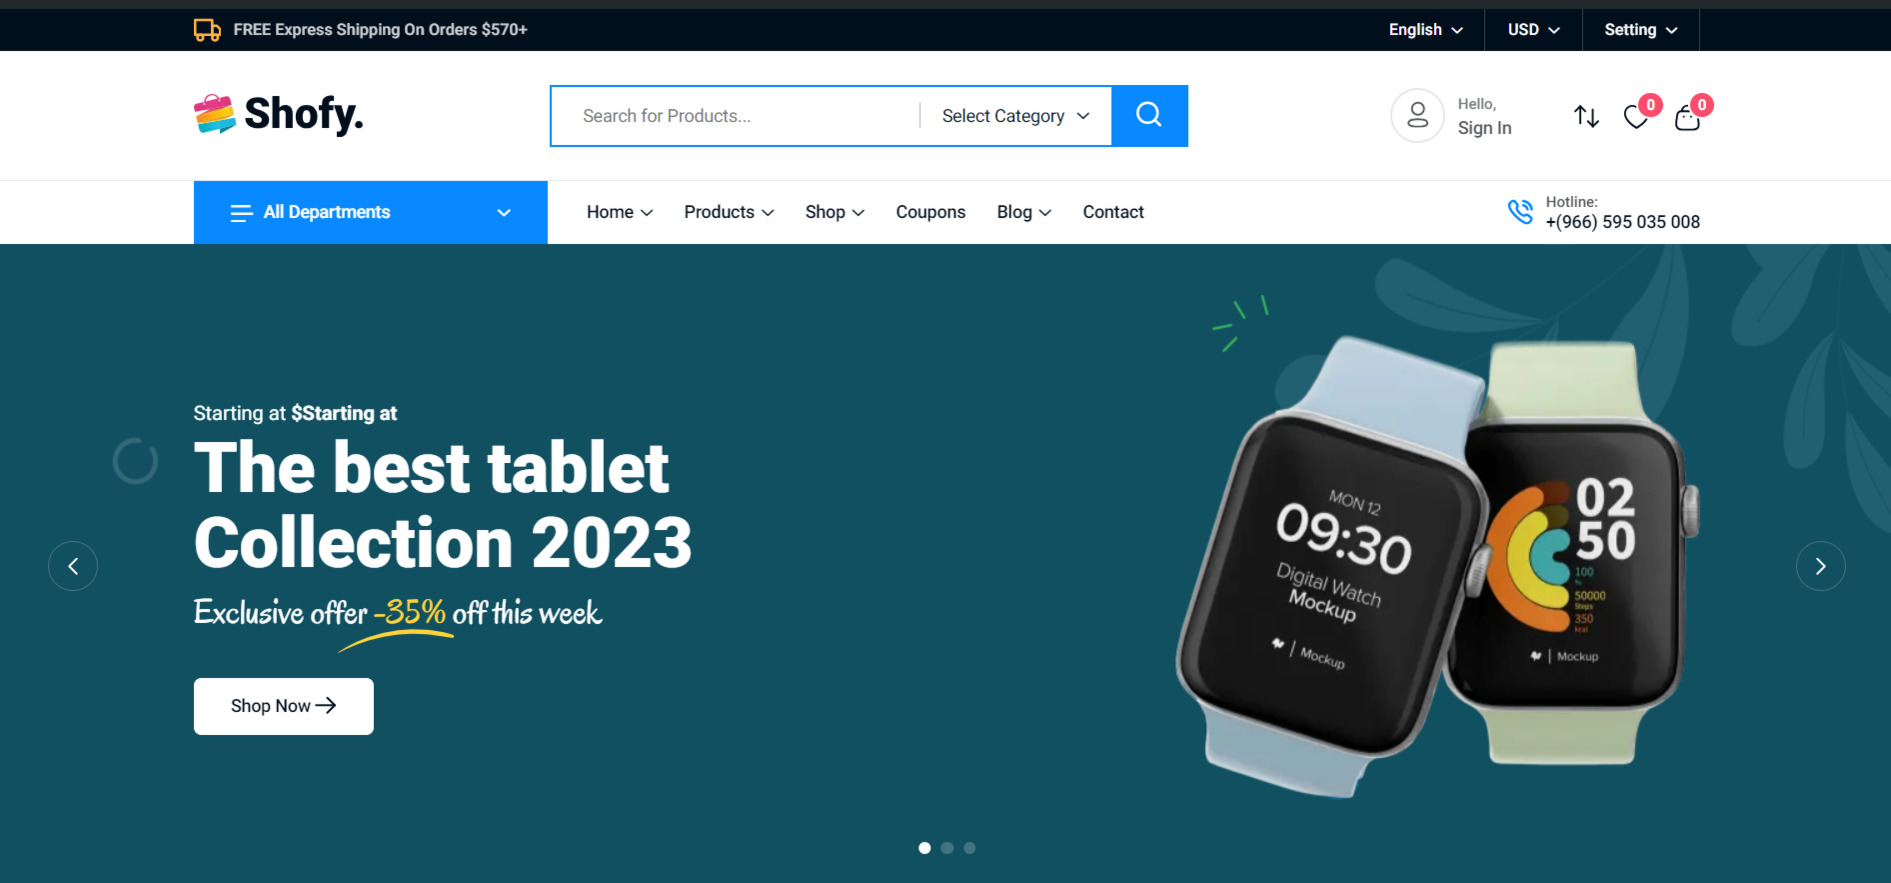 FREE Express Shipping On Orders $570+
English
USD
Setting
Shofy.
Search for Products...
Select Category
Hello,
Sign In
0
0
All Departments
Home
Products
Shop
Coupons
Blog
Contact
Hotline:
+(966) 595 035 008
Starting at $Starting at
The best tablet
Collection 2023
Exclusive offer -35% off this week
Shop Now
MON 12
09:30
Digital Watch
Mockup
Mockup
02
50
100
%
50000
Steps
350
kcal
Mockup